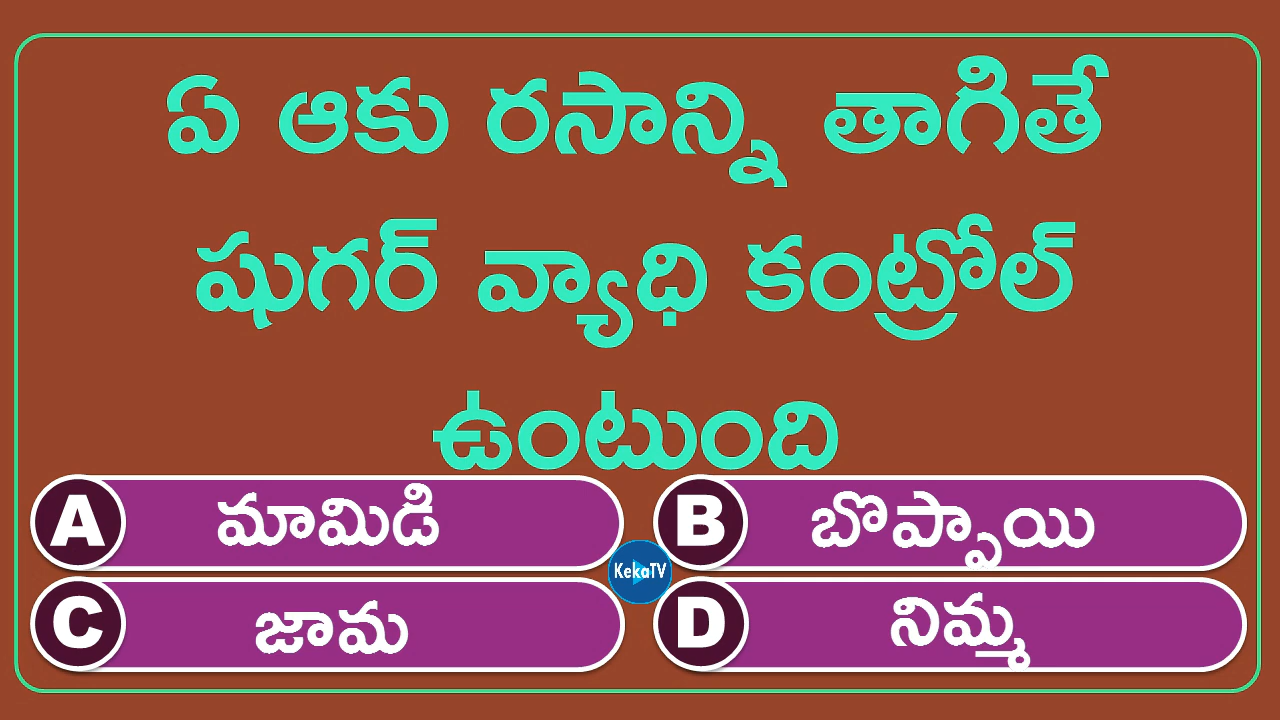 ఏ ఆకు రసాన్ని తాగితే
షుగర్ వ్యాధి కంట్రోల్
ఉంటుంది
A మామిడి
B బొప్పాయి
KekaTV
C జామ
D నిమ్మ